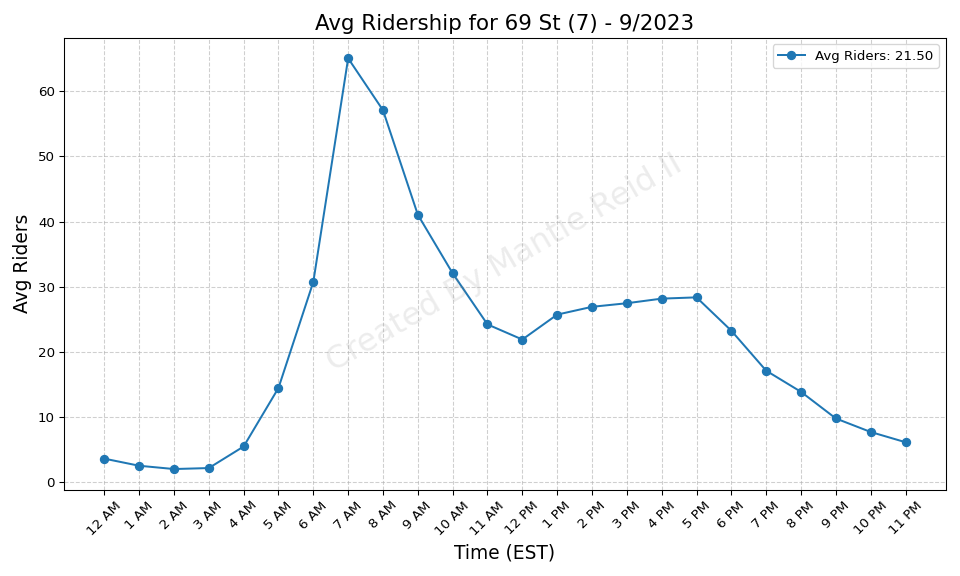 Avg Ridership for 69 St (7) - 9/2023
Avg Riders: 21.50
Avg Riders
60
50
40
30
20
10
0
Created By Mantie Reid II
12 AM
1 AM
2 AM
3 AM
4 AM
5 AM
6 AM
7 AM
8 AM
9 AM
10 AM
11 AM
12 PM
1 PM
2 PM
3 PM
4 PM
5 PM
6 PM
7 PM
8 PM
9 PM
10 PM
11 PM
Time (EST)